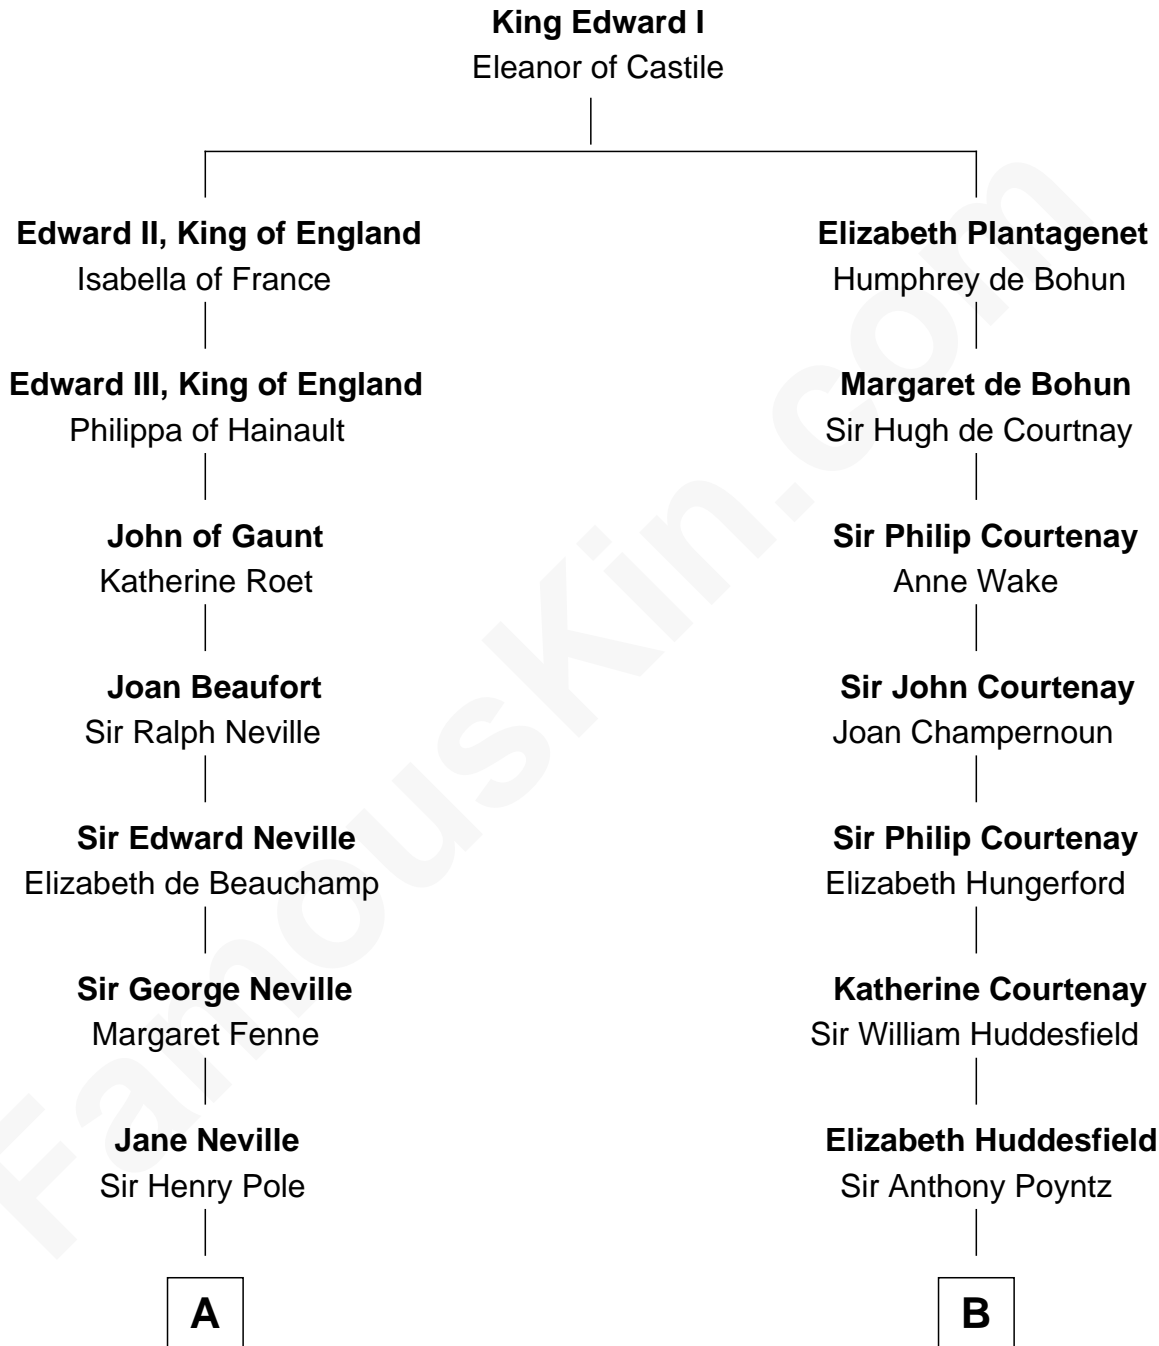 King Edward I
Eleanor of Castile
Edward II, King of England
Isabella of France
Elizabeth Plantagenet
Humphrey de Bohun
Edward III, King of England
Philippa of Hainault
Margaret de Bohun
Sir Hugh de Courtnay
John of Gaunt
Katherine Roet
Sir Philip Courtenay
Anne Wake
Joan Beaufort
Sir Ralph Neville
Sir John Courtenay
Joan Champernoun
Sir Edward Neville
Elizabeth de Beauchamp
Sir Philip Courtenay
Elizabeth Hungerford
Sir George Neville
Margaret Fenne
Katherine Courtenay
Sir William Huddesfield
Jane Neville
Sir Henry Pole
Elizabeth Huddesfield
Sir Anthony Poyntz
A
B
FamousKin.com